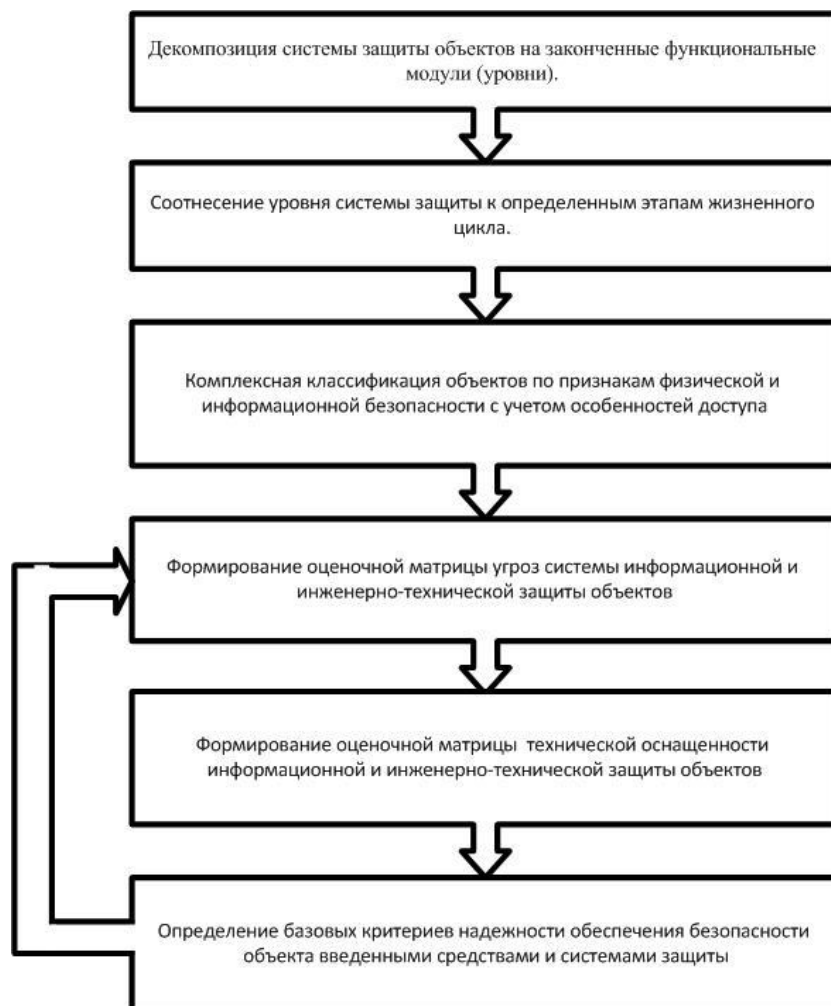 Декомпозиция системы защиты объектов на законченные функциональные
модули (уровни).
Соотнесение уровня системы защиты к определенным этапам жизненного
цикла.
Комплексная классификация объектов по признакам физической и
информационной безопасности с учетом особенностей доступа
Формирование оценочной матрицы угроз системы информационной и
инженерно-технической защиты объектов
Формирование оценочной матрицы технической оснащенности
информационной и инженерно-технической защиты объектов
Определение базовых критериев надежности обеспечения безопасности
объекта введенными средствами и системами защиты